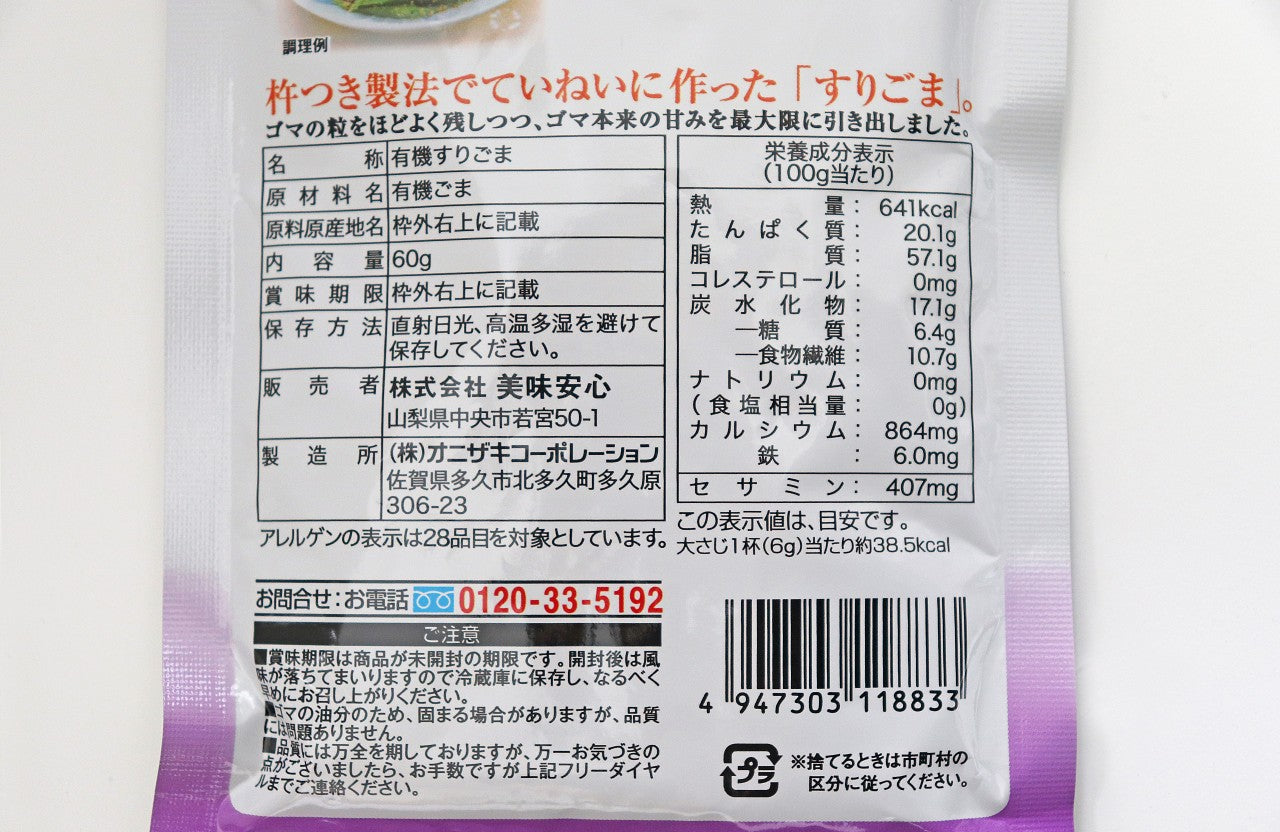 調理例
杵つき製法でていねいに作った「すりごま」。
ゴマの粒をほどよく残しつつ、ゴマ本来の甘みを最大限に引き出しました。
名称 有機すりごま
原材料名 有機ごま
原料原産地名 枠外右上に記載
内容量 60g
賞味期限 枠外右上に記載
保存方法 直射日光、高温多湿を避けて
保存してください。
販売者 株式会社 美味安心
山梨県中央市若宮50-1
製造所 (株)オニザキコーポレーション
佐賀県多久市北多久町多久原
306-23
アレルゲンの表示は28品目を対象としています。
栄養成分表示
(100g当たり)
熱量: 641kcal
たんぱく質: 20.1g
脂質: 57.1g
コレステロール: 0mg
炭水化物: 17.1g
―糖質: 6.4g
―食物繊維: 10.7g
ナトリウム: 0mg
(食塩相当量: 0g)
カルシウム: 864mg
鉄: 6.0mg
セサミン: 407mg
この表示値は、目安です。
大さじ1杯(6g)当たり約38.5kcal
お問合せ:お電話 0120-33-5192
ご注意
■賞味期限は商品が未開封の期限です。開封後は風
味が落ちてまいりますので冷蔵庫に保存し、なるべく
早めにお召し上がりください。
■ゴマの油分のため、固まる場合がありますが、品質
には問題ありません。
■品質には万全を期しておりますが、万一お気づきの
点がございましたら、お手数ですが上記フリーダイヤ
ルまでご連絡ください。
4 947303 118833
プラ
※捨てるときは市町村の
区分に従ってください。